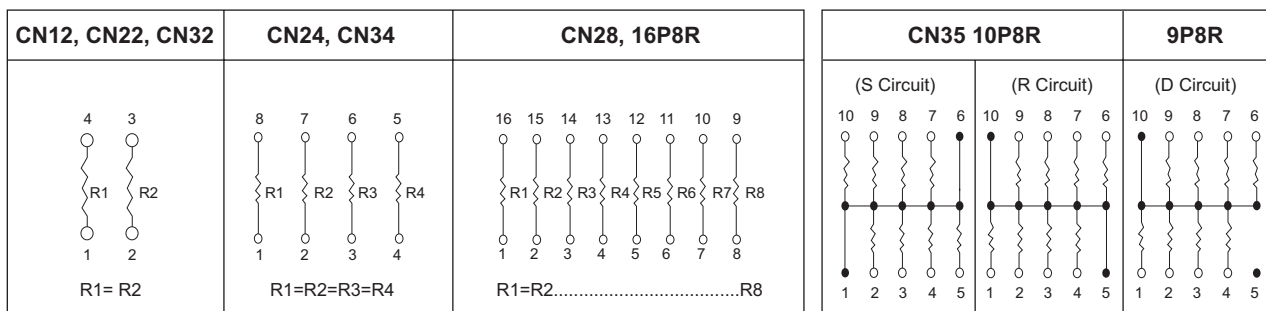 CN12, CN22, CN32
CN24, CN34
CN28, 16P8R
CN35 10P8R
9P8R
(S Circuit)
(R Circuit)
(D Circuit)
4 3
R1 R2
1 2
R1= R2
8 7 6 5
R1 R2 R3 R4
1 2 3 4
R1=R2=R3=R4
16 15 14 13 12 11 10 9
R1 R2 R3 R4 R5 R6 R7 R8
1 2 3 4 5 6 7 8
R1=R2.....................................R8
10 9 8 7 6
1 2 3 4 5
10 9 8 7 6
1 2 3 4 5
10 9 8 7 6
1 2 3 4 5